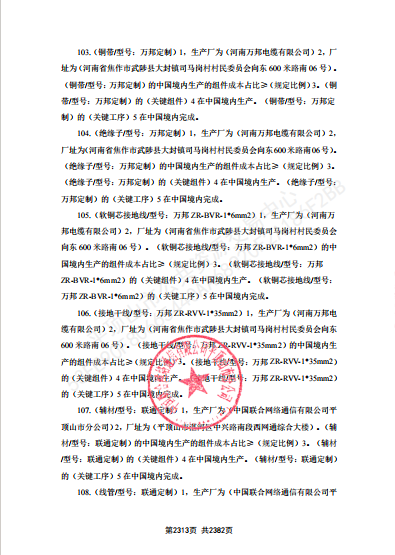 103.（铜带/型号：万邦定制）1，生产厂为（河南万邦电缆有限公司）2，厂
址为（河南省焦作市武陟县大封镇司马岗村村民委员会向东 600 米路南 06 号）。
（铜带/型号：万邦定制）的中国境内生产的组件成本占比≥（规定比例）3。（铜
带/型号：万邦定制）的（关键组件）4 在中国境内生产。（铜带/型号：万邦定
制）的（关键工序）5 在中国境内完成。
104.（绝缘子/型号：万邦定制）1，生产厂为（河南万邦电缆有限公司）2，
厂址为(河南省焦作市武陟县大封镇司马岗村村民委员会向东600米路南06号）。
（绝缘子/型号：万邦定制）的中国境内生产的组件成本占比≥（规定比例）3。
（绝缘子/型号：万邦定制）的（关键组件）4 在中国境内生产。（绝缘子/型号：
万邦定制）的（关键工序）5 在中国境内完成。
105.（软铜芯接地线/型号：万邦 ZR-BVR-1*6mm2）1，生产厂为（河南万
邦电缆有限公司）2，厂址为（河南省焦作市武陟县大封镇司马岗村村民委员会
向东 600 米路南 06 号）。（软铜芯接地线/型号：万邦 ZR-BVR-1*6mm2）的中
国境内生产的组件成本占比≥（规定比例）3。（软铜芯接地线/型号：万邦
ZR-BVR-1*6mm2）的（关键组件）4 在中国境内生产。（软铜芯接地线/型号：
万邦 ZR-BVR-1*6mm2）的（关键工序）5 在中国境内完成。
106.（接地干线/型号：万邦 ZR-RVV-1*35mm2）1，生产厂为（河南万邦电
缆有限公司）2，厂址为（河南省焦作市武陟县大封镇司马岗村村民委员会向东
600 米路南 06 号）。（接地干线/型号：万邦 ZR-RVV-1*35mm2）的中国境内生
产的组件成本占比≥（规定比例）3。（接地干线/型号：万邦 ZR-RVV-1*35mm2）
的（关键组件）4 在中国境内生产。（接地干线/型号：万邦 ZR-RVV-1*35mm2）
的（关键工序）5 在中国境内完成。
107.（辅材/型号：联通定制）1，生产厂为（中国联合网络通信有限公司平
顶山市分公司）2，厂址为（平顶山市湛河区中兴路南段西网通综合大楼）。（辅
材/型号：联通定制）的中国境内生产的组件成本占比≥（规定比例）3。（辅材
/型号：联通定制）的（关键组件）4 在中国境内生产。（辅材/型号：联通定制）
的（关键工序）5 在中国境内完成。
108.（线管/型号：联通定制）1，生产厂为（中国联合网络通信有限公司平
第2313页 共2382页